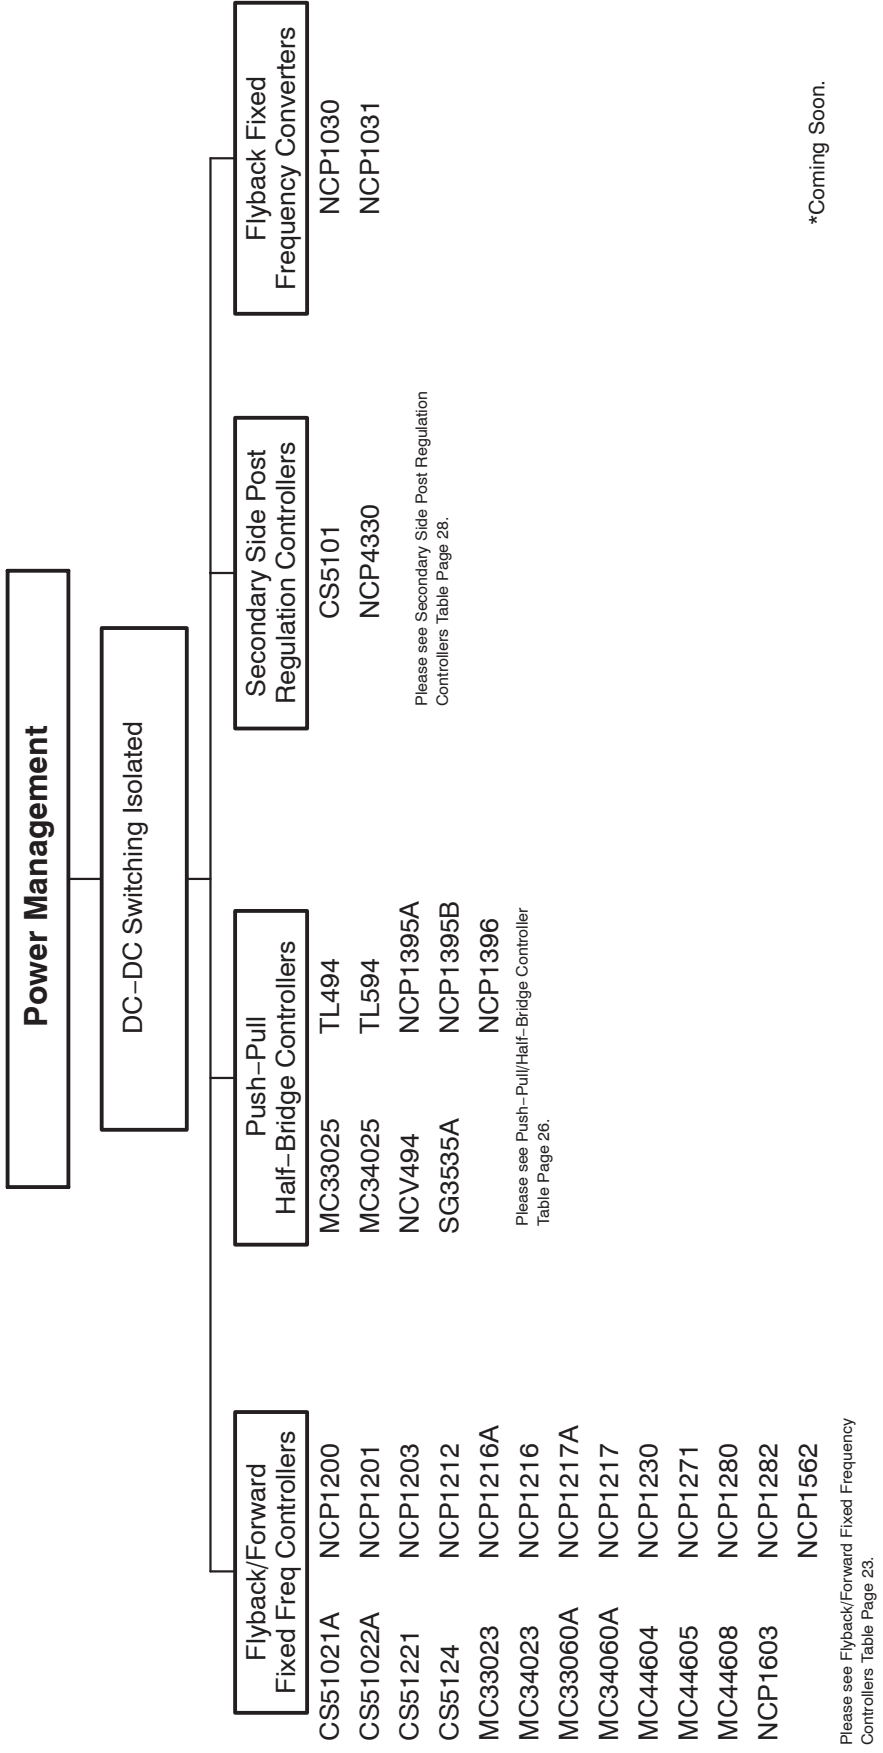 Power Management
DC–DC Switching Isolated
Flyback/Forward
Fixed Freq Controllers
CS51021A NCP1200
CS51022A NCP1201
CS51221 NCP1203
CS5124 NCP1212
MC33023 NCP1216A
MC34023 NCP1216
MC33060A NCP1217A
MC34060A NCP1217
MC44604 NCP1230
MC44605 NCP1271
MC44608 NCP1280
NCP1603 NCP1282
NCP1562
Please see Flyback/Forward Fixed Frequency
Controllers Table Page 23.
Push–Pull
Half–Bridge Controllers
MC33025 TL494
MC34025 TL594
NCV494 NCP1395A
SG3535A NCP1395B
NCP1396
Please see Push–Pull/Half–Bridge Controller
Table Page 26.
Secondary Side Post
Regulation Controllers
CS5101
NCP4330
Please see Secondary Side Post Regulation
Controllers Table Page 28.
Flyback Fixed
Frequency Converters
NCP1030
NCP1031
*Coming Soon.